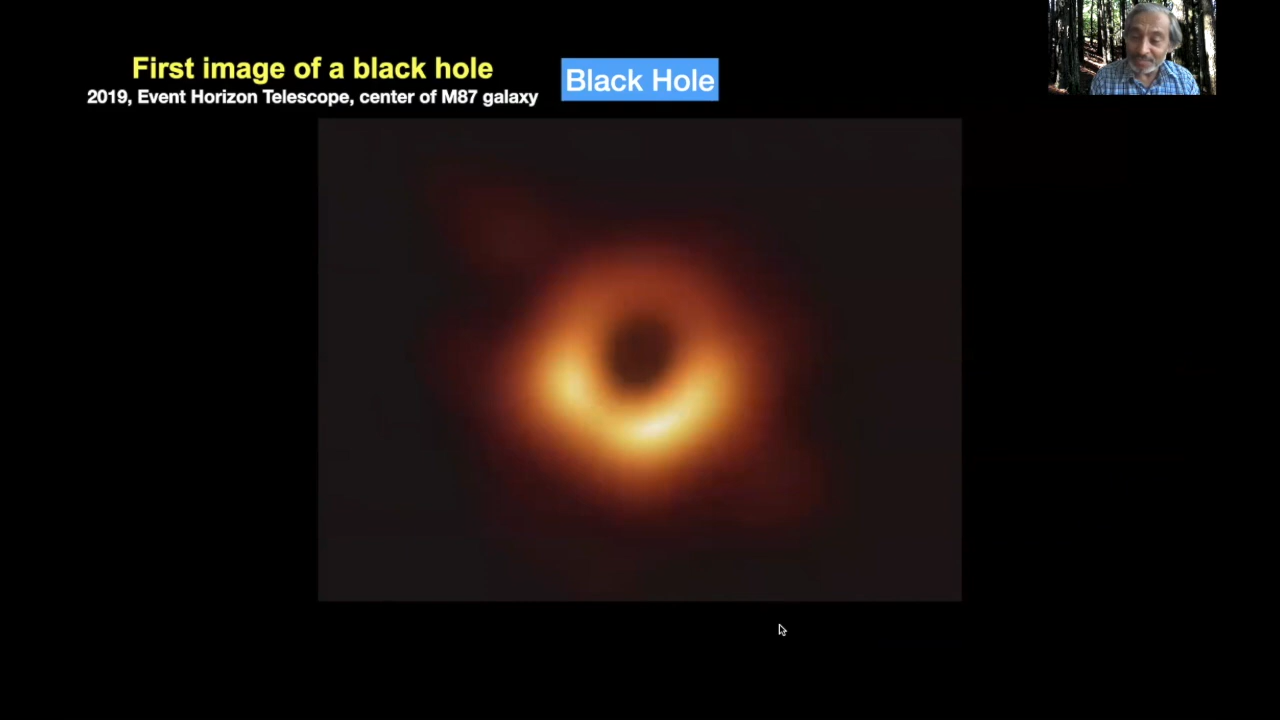 First image of a black hole
2019, Event Horizon Telescope, center of M87 galaxy
Black Hole